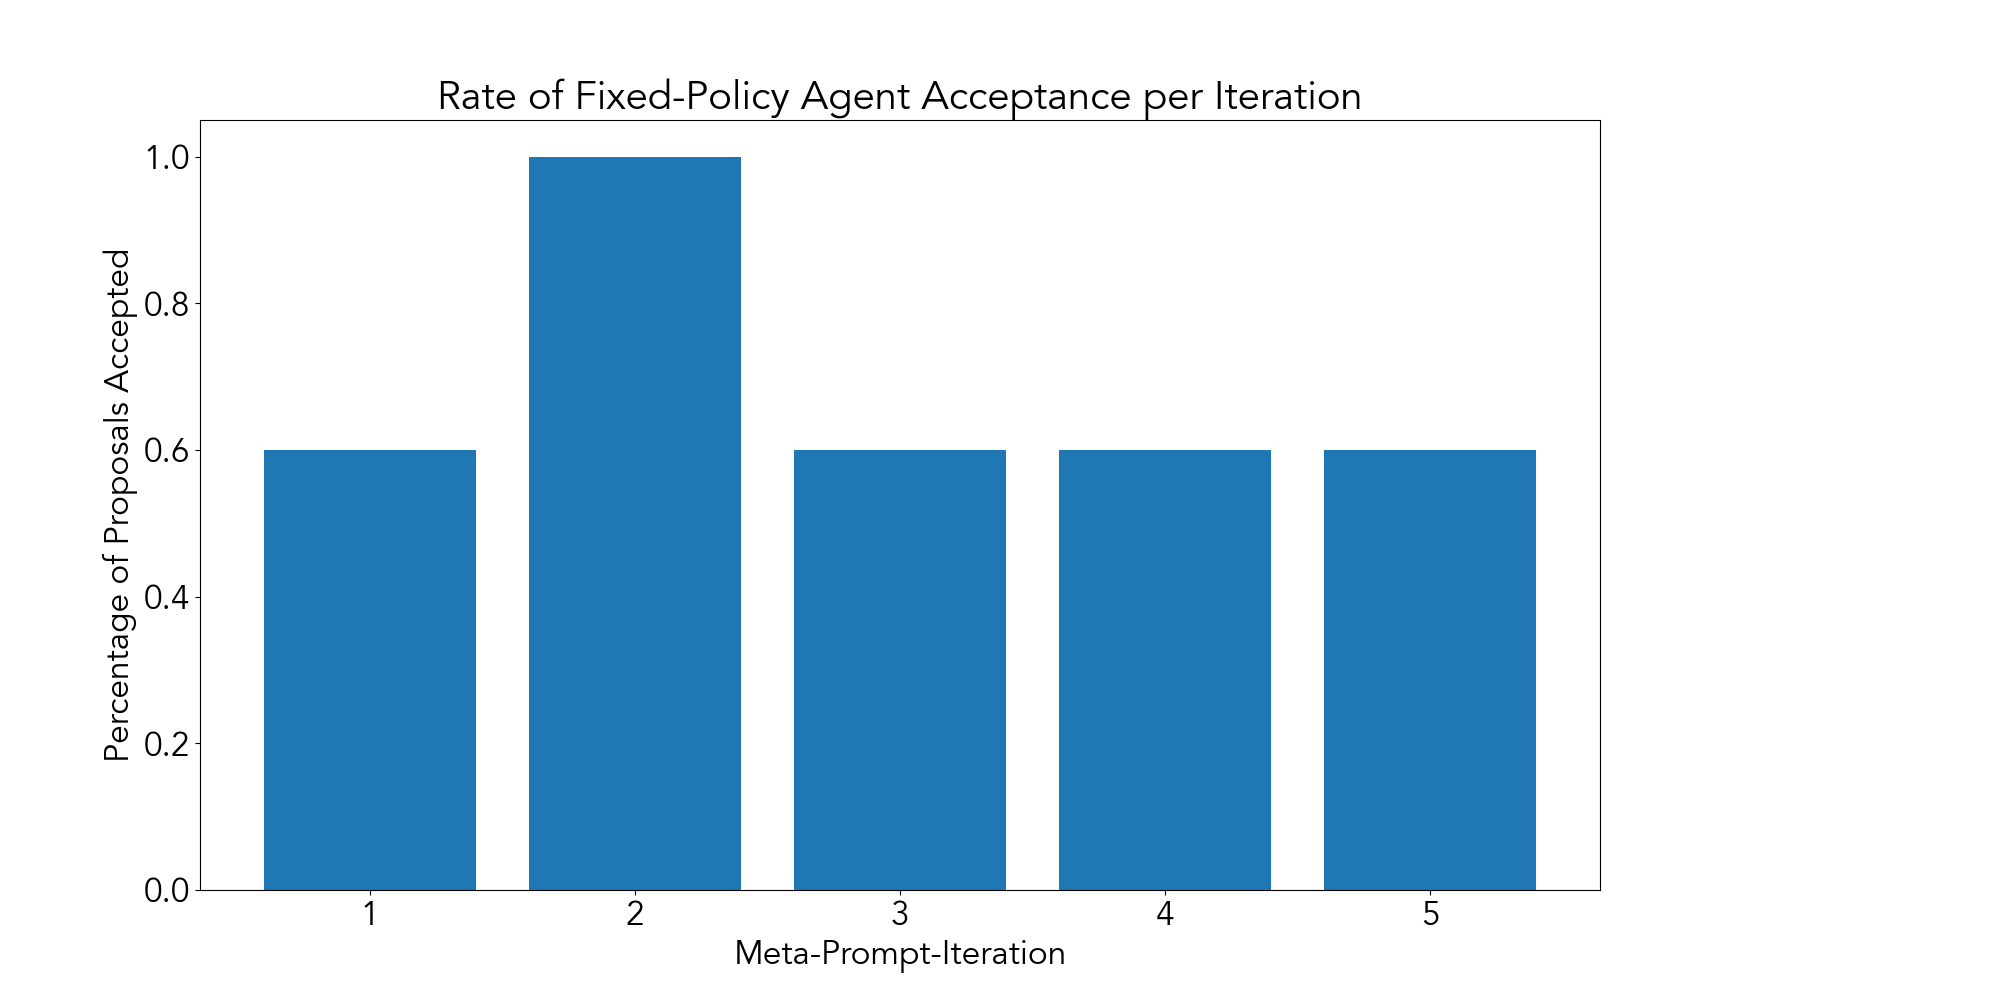 Rate of Fixed-Policy Agent Acceptance per Iteration
Percentage of Proposals Accepted
1.0
0.8
0.6
0.4
0.2
0.0
1 2 3 4 5
Meta-Prompt-Iteration